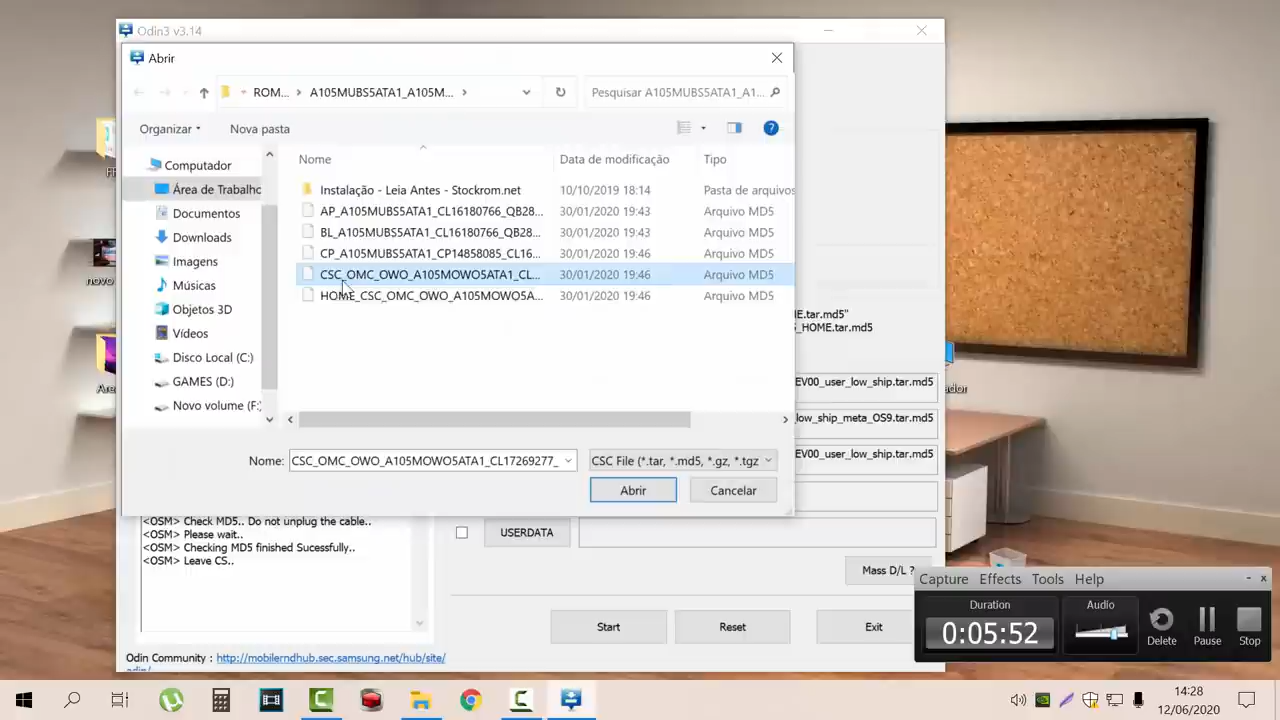 Odin3 v3.14
Abrir
ROM... > A105MUBS5ATA1_A105M... >
Pesquisar A105MUBS5ATA1_A1...
Organizar
Nova pasta
Nome
Data de modificação
Tipo
Computador
Área de Trabalho
Documentos
Downloads
Imagens
Músicas
Objetos 3D
Vídeos
Disco Local (C:)
GAMES (D:)
Novo volume (F:
Instalação - Leia Antes - Stockrom.net 10/10/2019 18:14 Pasta de arquivos
AP_A105MUBS5ATA1_CL16180766_QB28... 30/01/2020 19:43 Arquivo MD5
BL_A105MUBS5ATA1_CL16180766_QB28... 30/01/2020 19:43 Arquivo MD5
CP_A105MUBS5ATA1_CP14858085_CL16... 30/01/2020 19:46 Arquivo MD5
CSC_OMC_OWO_A105MOWO5ATA1_CL... 30/01/2020 19:46 Arquivo MD5
HOME_CSC_OMC_OWO_A105MOWO5A... 30/01/2020 19:46 Arquivo MD5
Nome: CSC_OMC_OWO_A105MOWO5ATA1_CL17269277_
CSC File (*.tar, *.md5, *.gz, *.tgz
Abrir
Cancelar
novo
E.tar.md5"
_HOME.tar.md5
EV00_user_low_ship.tar.md5
low_ship_meta_OS9.tar.md5
EV00_user_low_ship.tar.md5
ador
<OSM> Check MD5.. Do not unplug the cable..
<OSM> Please wait..
<OSM> Checking MD5 finished Sucessfully..
<OSM> Leave CS..
USERDATA
Mass D/L ?
Start
Reset
Exit
Odin Community : http://mobilerndhub.sec.samsung.net/hub/site/
odin/
Capture Effects Tools Help
Duration
0:05:52
Audio
Delete
Pause
Stop
14:28
12/06/2020